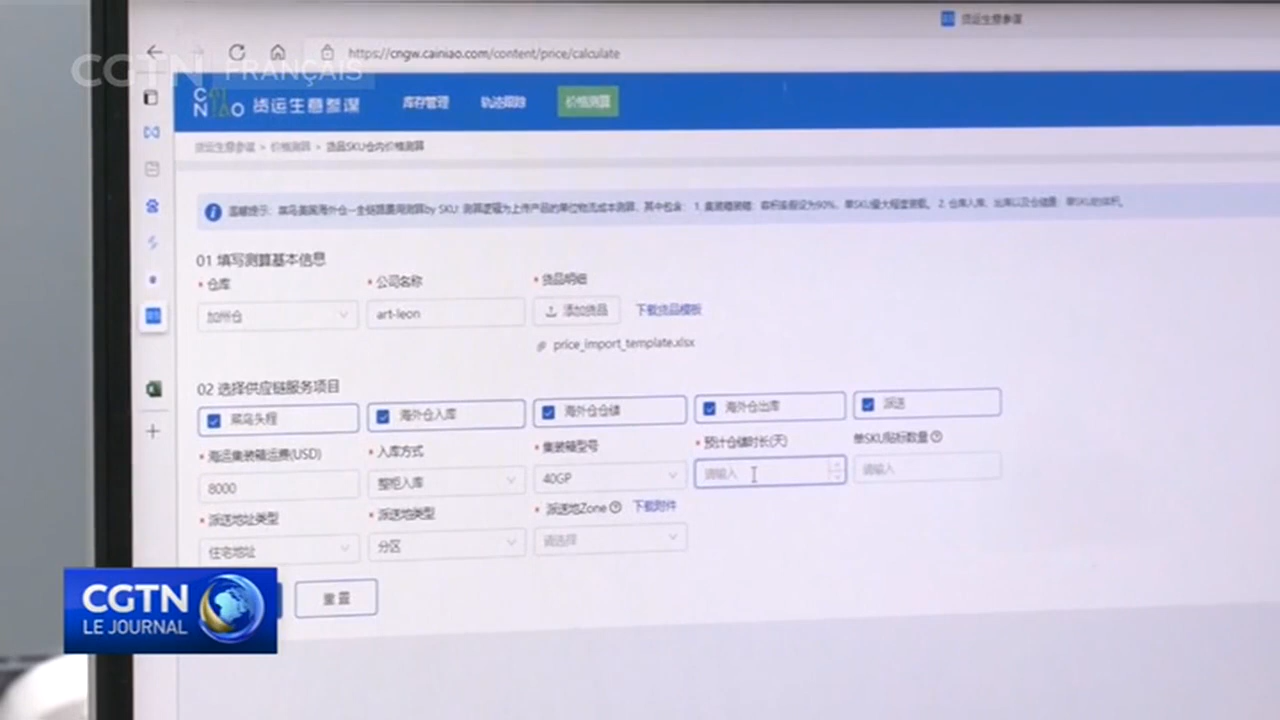 货运生意参谋
https://cngw.cainiao.com/content/price/calculate
CGTN FRANÇAIS
CAINIAO 货运生意参谋 库存管理 轨迹跟踪 价格测算
货运生意参谋 > 价格测算 > 货品SKU仓内价格测算
01 填写测算基本信息
* 仓库 * 公司名称 * 货品明细
加州仓 art-leon 添加货品 下载货品模板
price_import_template.xlsx
02 选择供应链服务项目
菜鸟头程 海外仓入库 海外仓仓储 海外仓出库 派送
* 海运集装箱运费(USD) * 入库方式 * 集装箱型号 * 预计仓储时长(天) 单SKU贴标数量
8000 整柜入库 40GP 请输入 请输入
* 派送地址类型 * 派送地类型 * 派送地Zone 下载附件
住宅地址 分区 请选择
重置
CGTN
LE JOURNAL